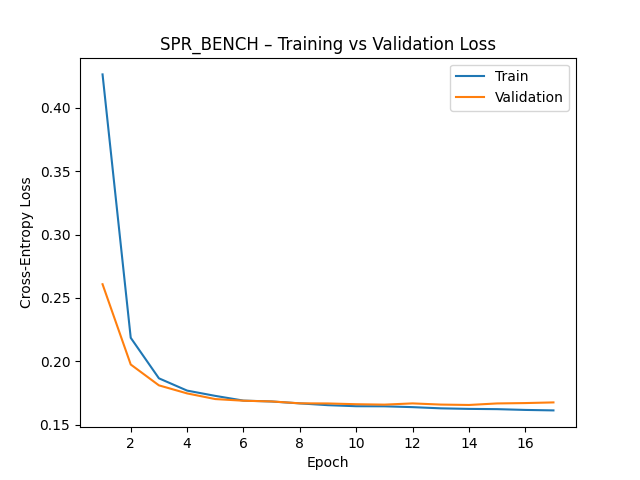 SPR_BENCH – Training vs Validation Loss
Train
Validation
Cross-Entropy Loss
0.40
0.35
0.30
0.25
0.20
0.15
2 4 6 8 10 12 14 16
Epoch